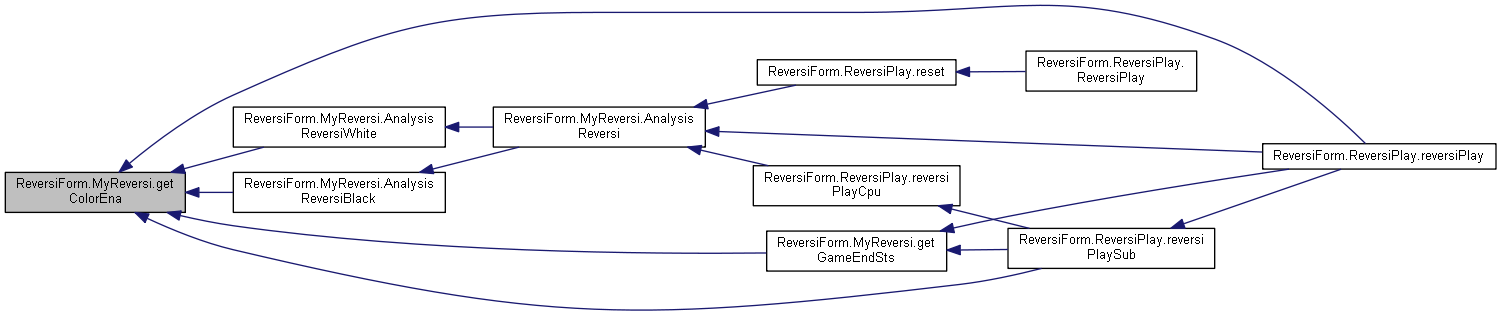 ReversiForm.MyReversi.get
ColorEna
ReversiForm.MyReversi.Analysis
ReversiWhite
ReversiForm.MyReversi.Analysis
ReversiBlack
ReversiForm.MyReversi.Analysis
Reversi
ReversiForm.ReversiPlay.reset
ReversiForm.ReversiPlay.
ReversiPlay
ReversiForm.ReversiPlay.reversi
PlayCpu
ReversiForm.MyReversi.get
GameEndSts
ReversiForm.ReversiPlay.reversi
PlaySub
ReversiForm.ReversiPlay.reversiPlay